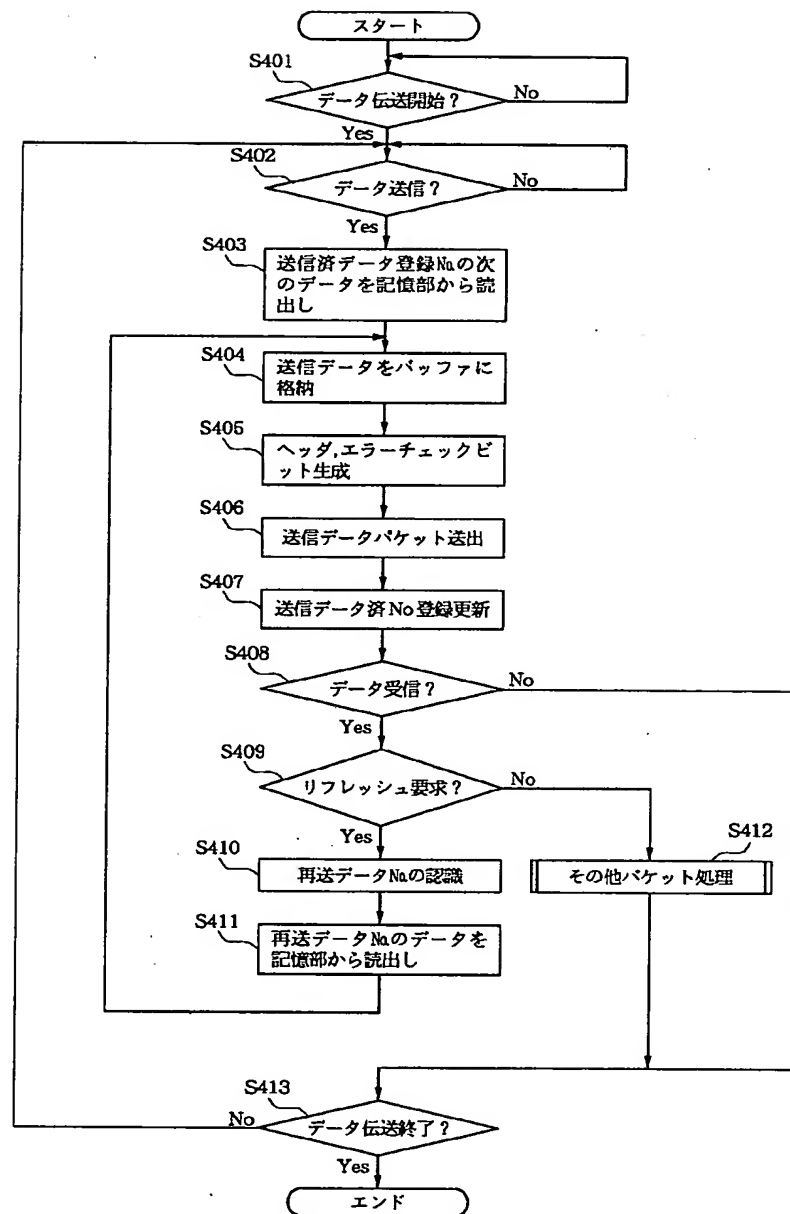 スタート
S401
データ伝送開始?
No
Yes
S402
データ送信?
No
Yes
S403
送信済データ登録No.の次
のデータを記憶部から読
出し
S404
送信データをバッファに
格納
S405
ヘッダ,エラーチェックビ
ット生成
S406
送信データパケット送出
S407
送信データ済No登録更新
S408
データ受信?
No
Yes
S409
リフレッシュ要求?
No
Yes
S410
再送データNo.の認識
S412
その他パケット処理
S411
再送データNo.のデータを
記憶部から読出し
S413
データ伝送終了?
No
Yes
エンド